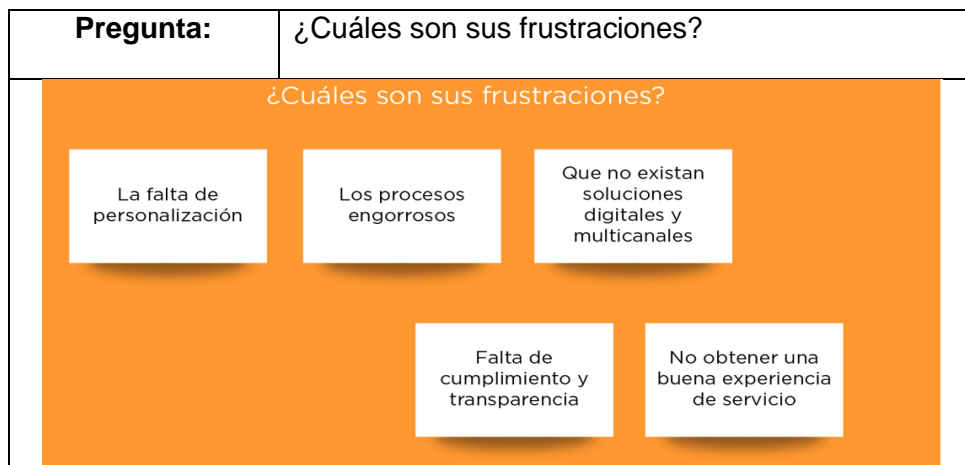 Pregunta: ¿Cuáles son sus frustraciones?
¿Cuáles son sus frustraciones?
La falta de
personalización
Los procesos
engorrosos
Que no existan
soluciones
digitales y
multicanales
Falta de
cumplimiento y
transparencia
No obtener una
buena experiencia
de servicio